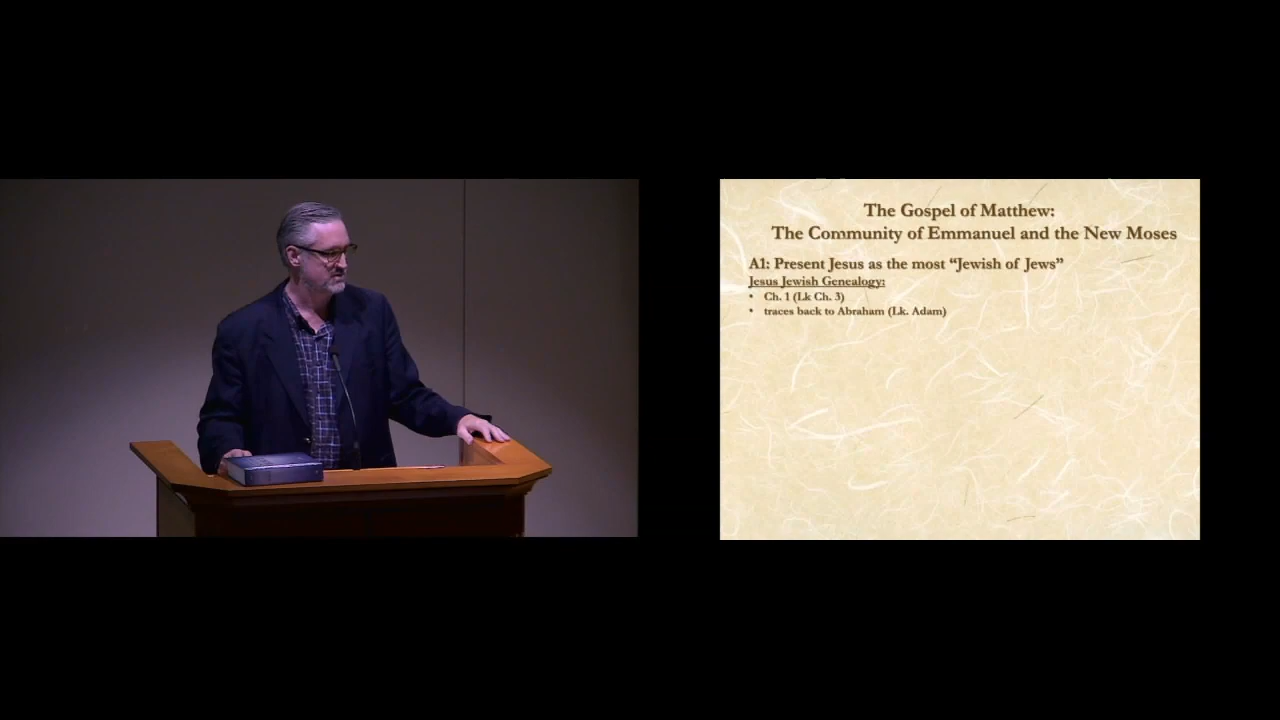 The Gospel of Matthew:
The Community of Emmanuel and the New Moses
A1: Present Jesus as the most “Jewish of Jews”
Jesus Jewish Genealogy:
• Ch. 1 (Lk Ch. 3)
• traces back to Abraham (Lk. Adam)